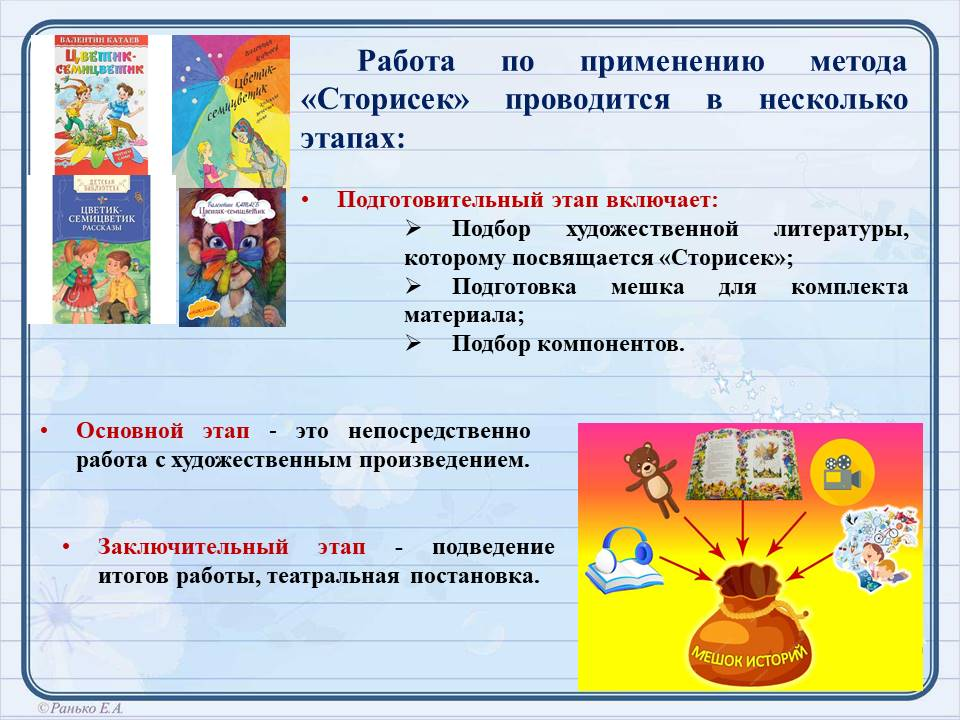 ВАЛЕНТИН КАТАЕВ
ЦВЕТИК-
СЕМИЦВЕТИК
Цветик-
семицветик
ДЕТСКАЯ
БИБЛИОТЕКА
ЦВЕТИК-
СЕМИЦВЕТИК
РАССКАЗЫ
Валентин КАТАЕВ
Цветик-семицветик
Работа по применению метода
«Сторисек» проводится в несколько
этапах:
• Подготовительный этап включает:
➢ Подбор художественной литературы,
которому посвящается «Сторисек»;
➢ Подготовка мешка для комплекта
материала;
➢ Подбор компонентов.
• Основной этап - это непосредственно
работа с художественным произведением.
• Заключительный этап - подведение
итогов работы, театральная постановка.
МЕШОК ИСТОРИЙ
©Ранько Е.А.